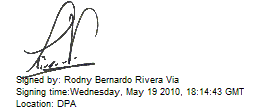 Signed by: Rodny Bernardo Rivera Via
Signing time:Wednesday, May 19 2010, 18:14:43 GMT
Location: DPA